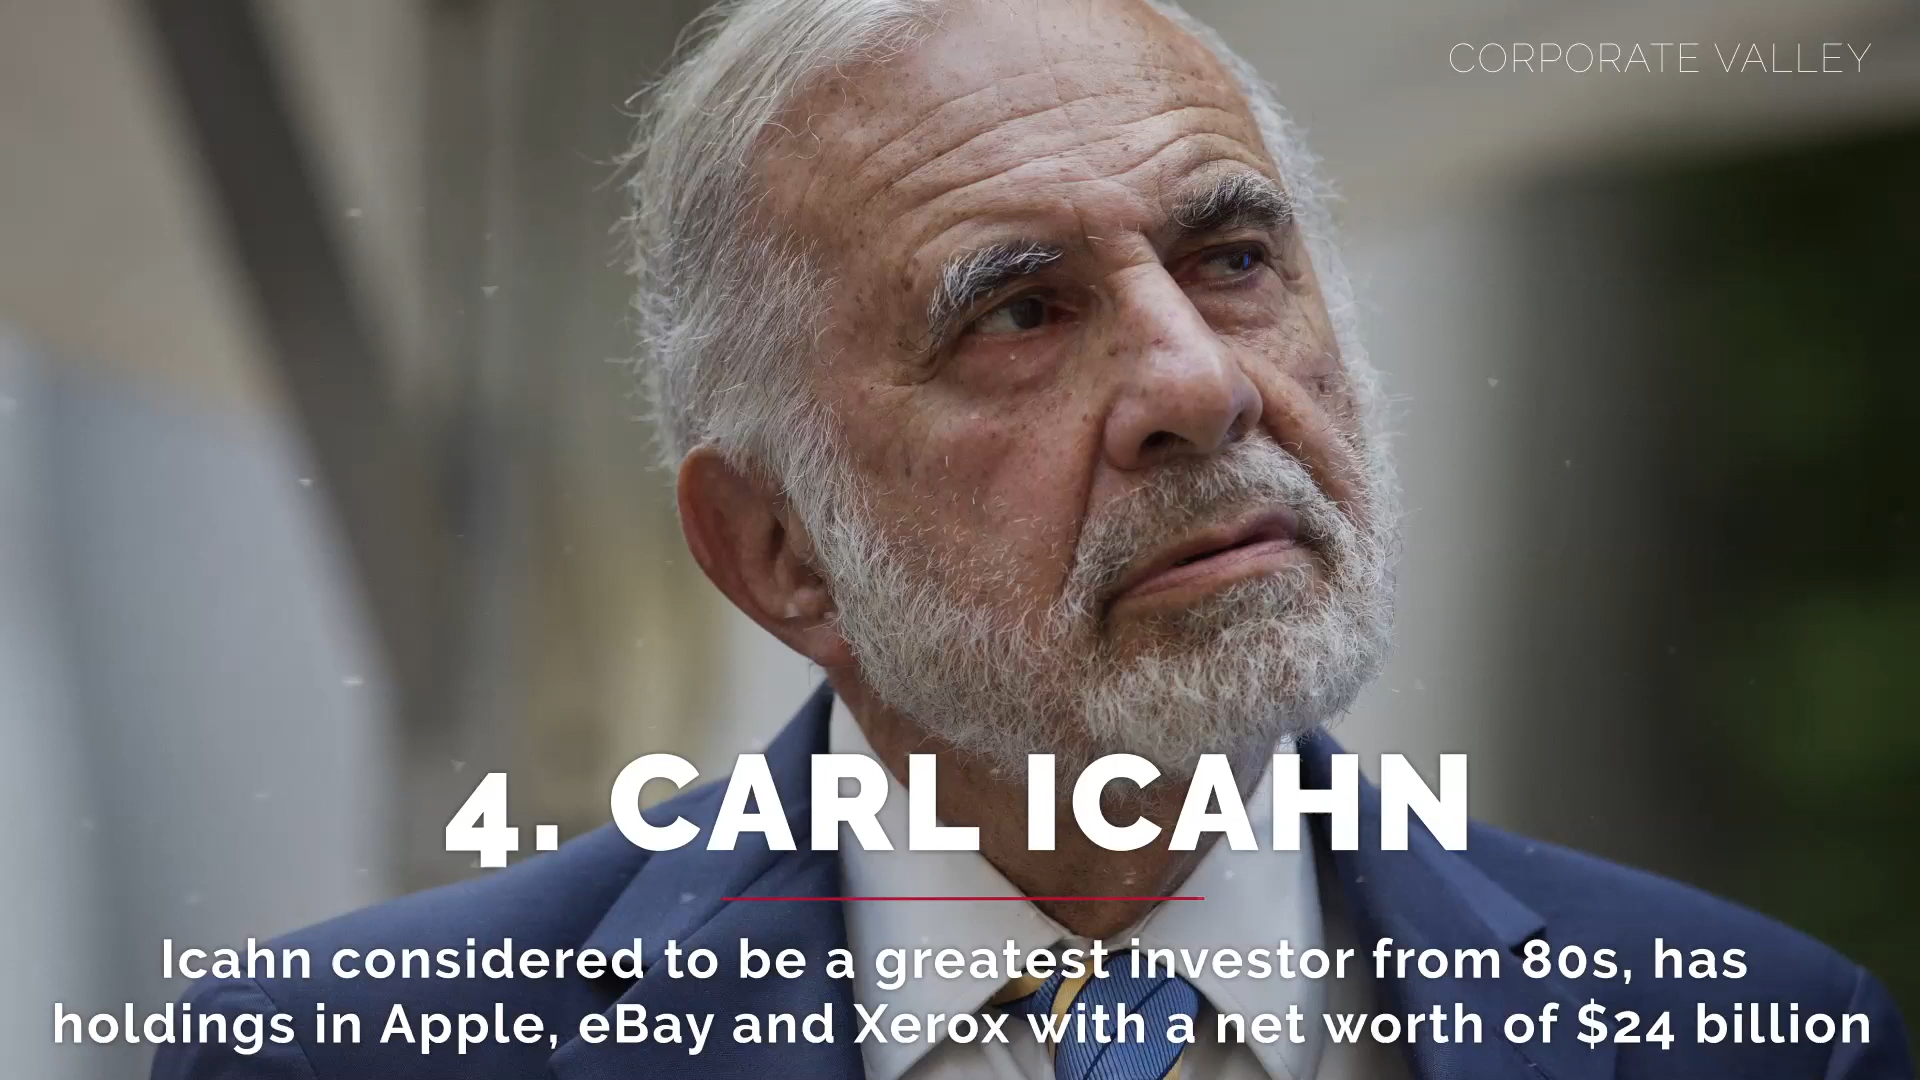 CORPORATE VALLEY
4. CARL ICAHN
Icahn considered to be a greatest investor from 80s, has
holdings in Apple, eBay and Xerox with a net worth of $24 billion